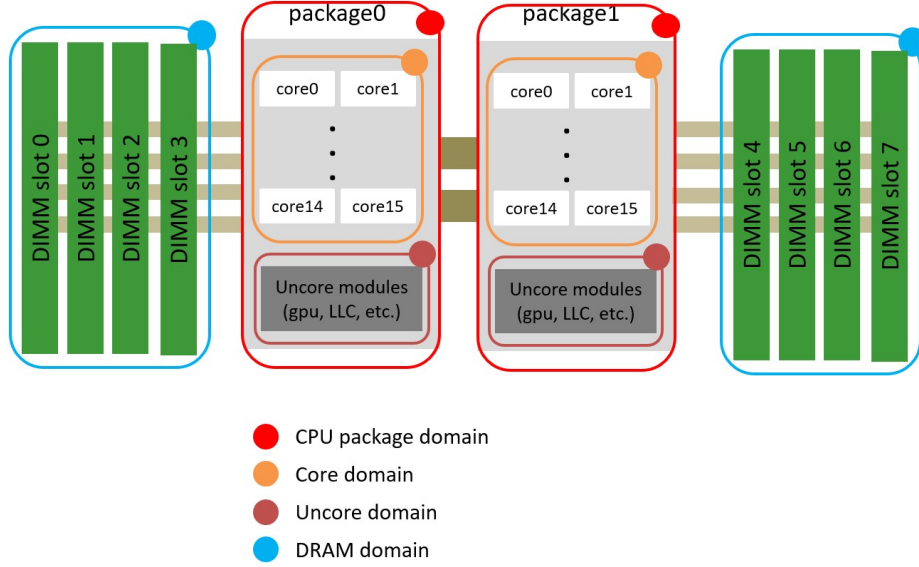 package0
package1
DIMM slot 0
DIMM slot 1
DIMM slot 2
DIMM slot 3
core0
core1
core14
core15
Uncore modules
(gpu, LLC, etc.)
core0
core1
core14
core15
Uncore modules
(gpu, LLC, etc.)
DIMM slot 4
DIMM slot 5
DIMM slot 6
DIMM slot 7
CPU package domain
Core domain
Uncore domain
DRAM domain